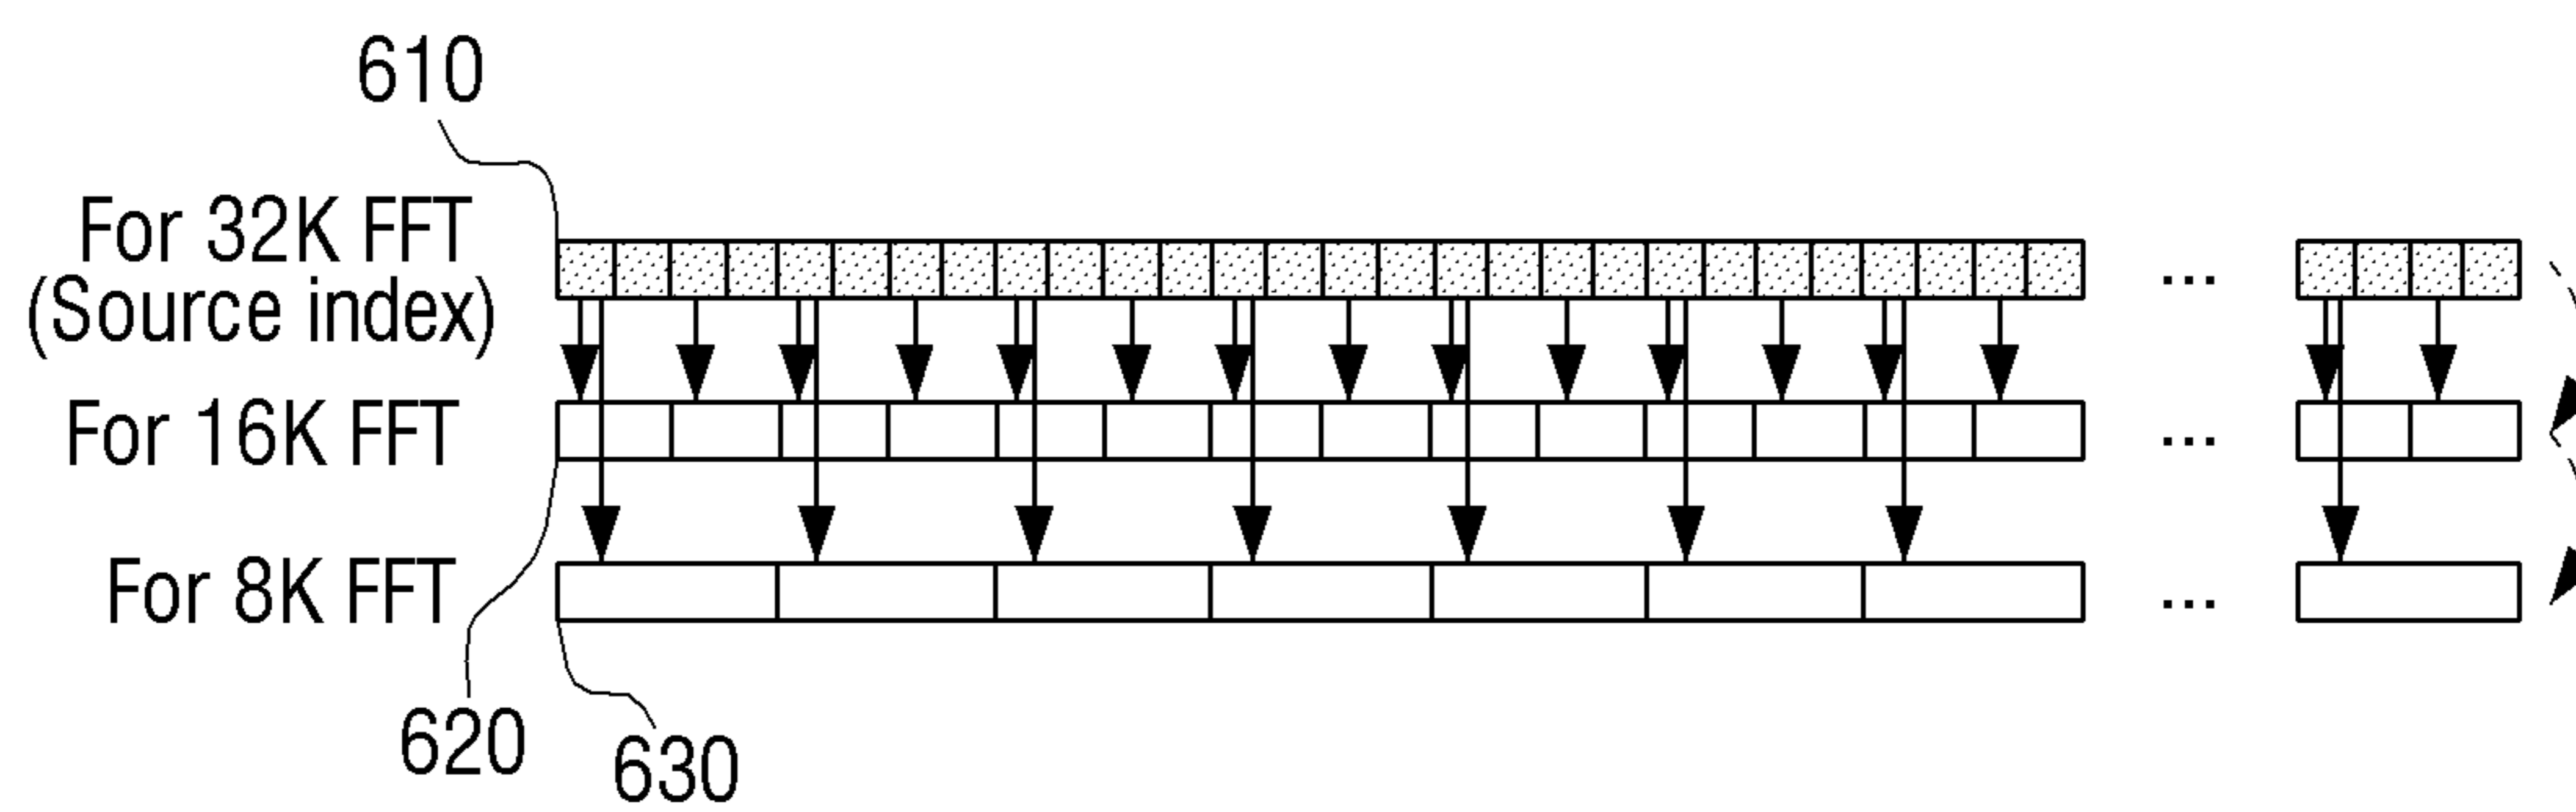 610
For 32K FFT
(Source index)
...
For 16K FFT
...
For 8K FFT
...
620
630